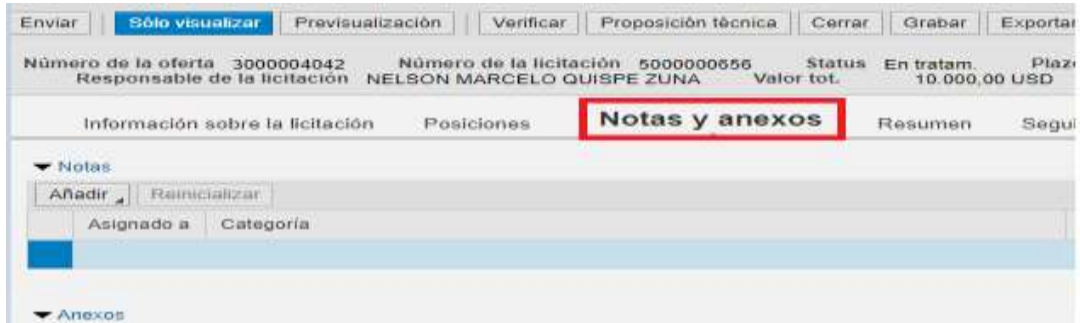 Enviar Sólo visualizar Previsualización Verificar Proposición técnica Cerrar Grabar Exportar
Número de la oferta 3000004042 Número de la licitación 5000000656 Status En tratam. Plaz
Responsable de la licitación NELSON MARCELO QUISPE ZUNA Valor tot. 10.000,00 USD
Información sobre la licitación Posiciones Notas y anexos Resumen Segui
Notas
Añadir Reinicializar
Asignado a Categoría
Anexos